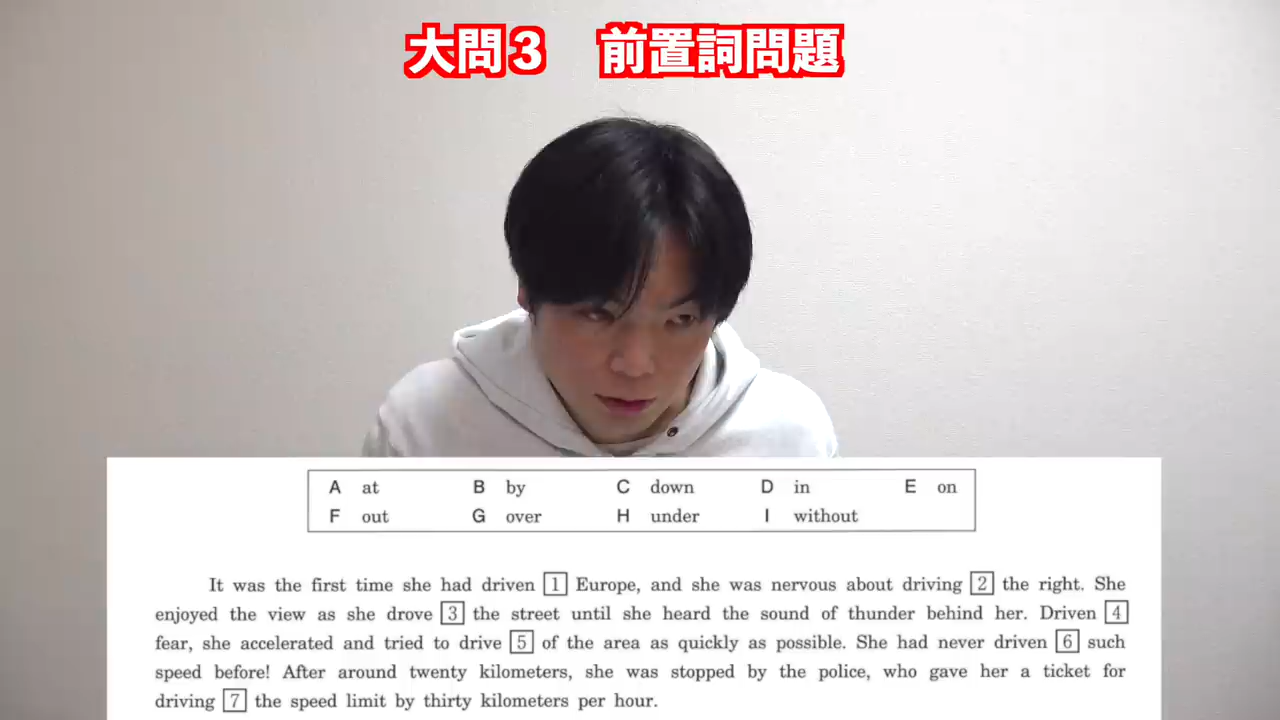 大問3 前置詞問題
A at B by C down D in E on
F out G over H under I without
It was the first time she had driven 1 Europe, and she was nervous about driving 2 the right. She
enjoyed the view as she drove 3 the street until she heard the sound of thunder behind her. Driven 4
fear, she accelerated and tried to drive 5 of the area as quickly as possible. She had never driven 6 such
speed before! After around twenty kilometers, she was stopped by the police, who gave her a ticket for
driving 7 the speed limit by thirty kilometers per hour.